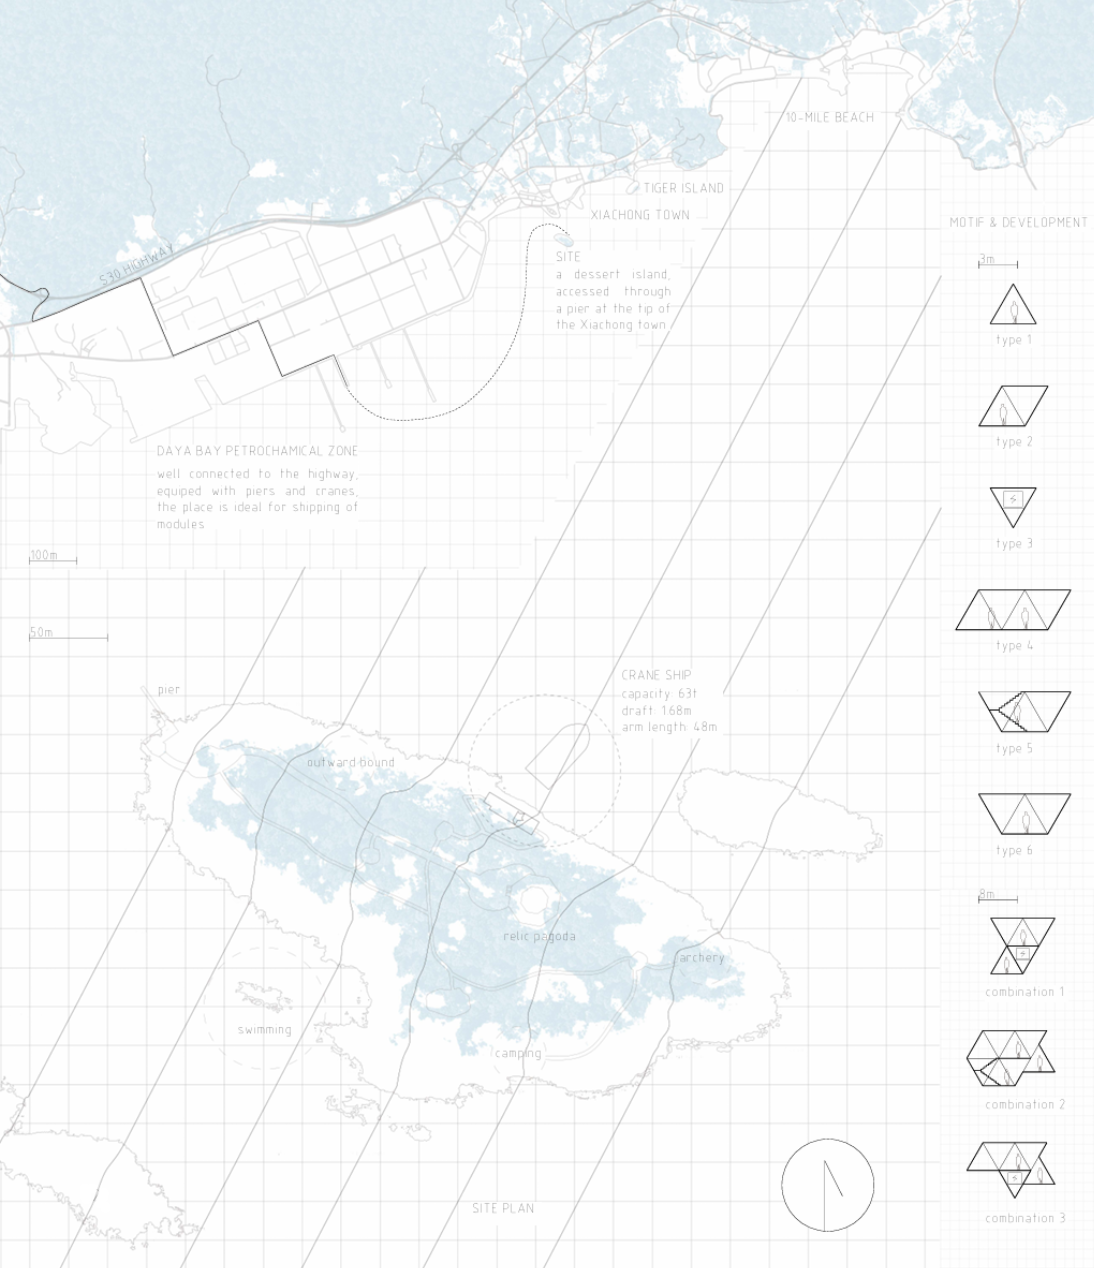 10-MILE BEACH
TIGER ISLAND
XIACHONG TOWN
S30 HIGHWAY
SITE
a dessert island,
accessed through
a pier at the tip of
the Xiachong town
DAYA BAY PETROCHAMICAL ZONE
well connected to the highway,
equiped with piers and cranes,
the place is ideal for shipping of
modules
100m
50m
pier
CRANE SHIP
capacity: 63t
draft: 1.68m
arm length: 48m
outward bound
relic pagoda
archery
swimming
camping
SITE PLAN
MOTIF & DEVELOPMENT
3m
type 1
type 2
type 3
type 4
type 5
type 6
8m
combination 1
combination 2
combination 3